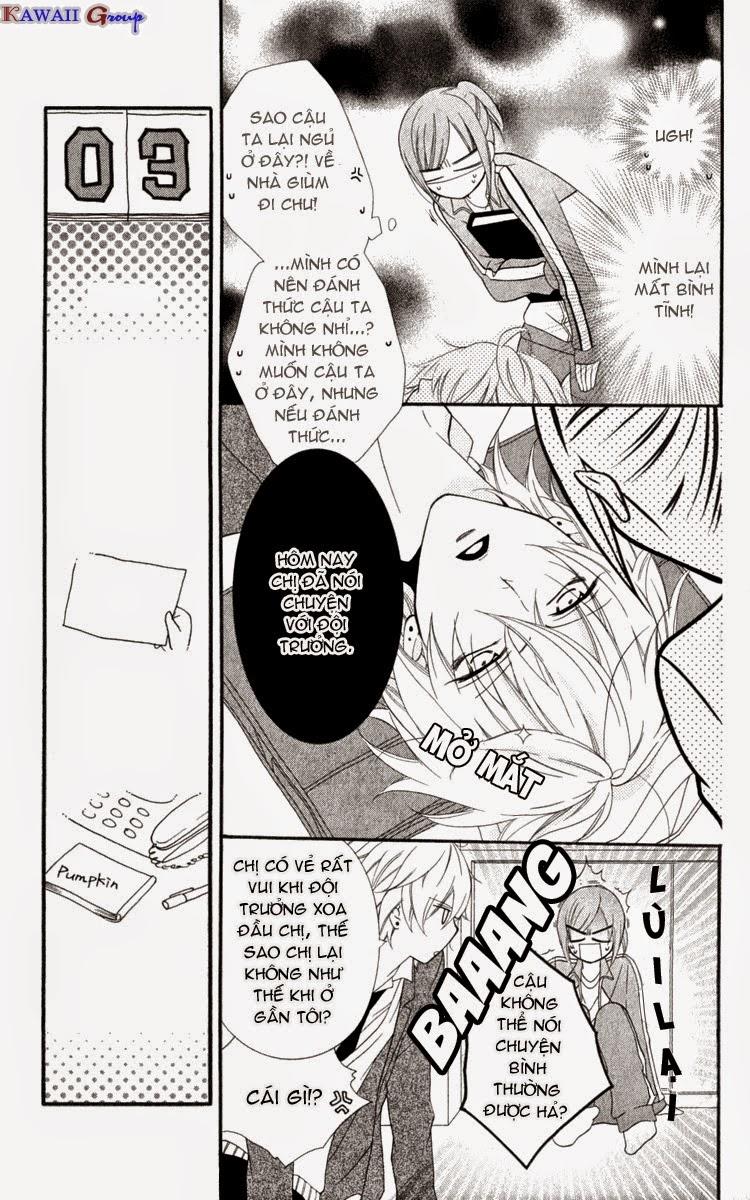 KAWAII Group
03
UGH!
MÌNH LẠI
MẤT BÌNH
TĨNH!
SAO CẬU
TA LẠI NGỦ
Ở ĐÂY?! VỀ
NHÀ GIÙM
ĐI CHƯ!
...MÌNH CÓ
NÊN ĐÁNH
THỨC CẬU TA
KHÔNG NHỈ...?
MÌNH KHÔNG
MUỐN CẬU TA
Ở ĐÂY, NHƯNG
NẾU ĐÁNH
THỨC...
HÔM NAY
CHỊ ĐÃ NÓI
CHUYỆN
VỚI ĐỘI
TRƯỞNG.
MỞ MẮT
LÙI LẠI
BAAANG
CHỊ CÓ VẺ RẤT
VUI KHI ĐỘI
TRƯỞNG XOA
ĐẦU CHỊ, THẾ
SAO CHỊ LẠI
KHÔNG NHƯ
THẾ KHI Ở
GẦN TÔI?
CẬU
KHÔNG
THỂ NÓI
CHUYỆN
BÌNH
THƯỜNG
ĐƯỢC HẢ?
CÁI GÌ!?
Pumpkin